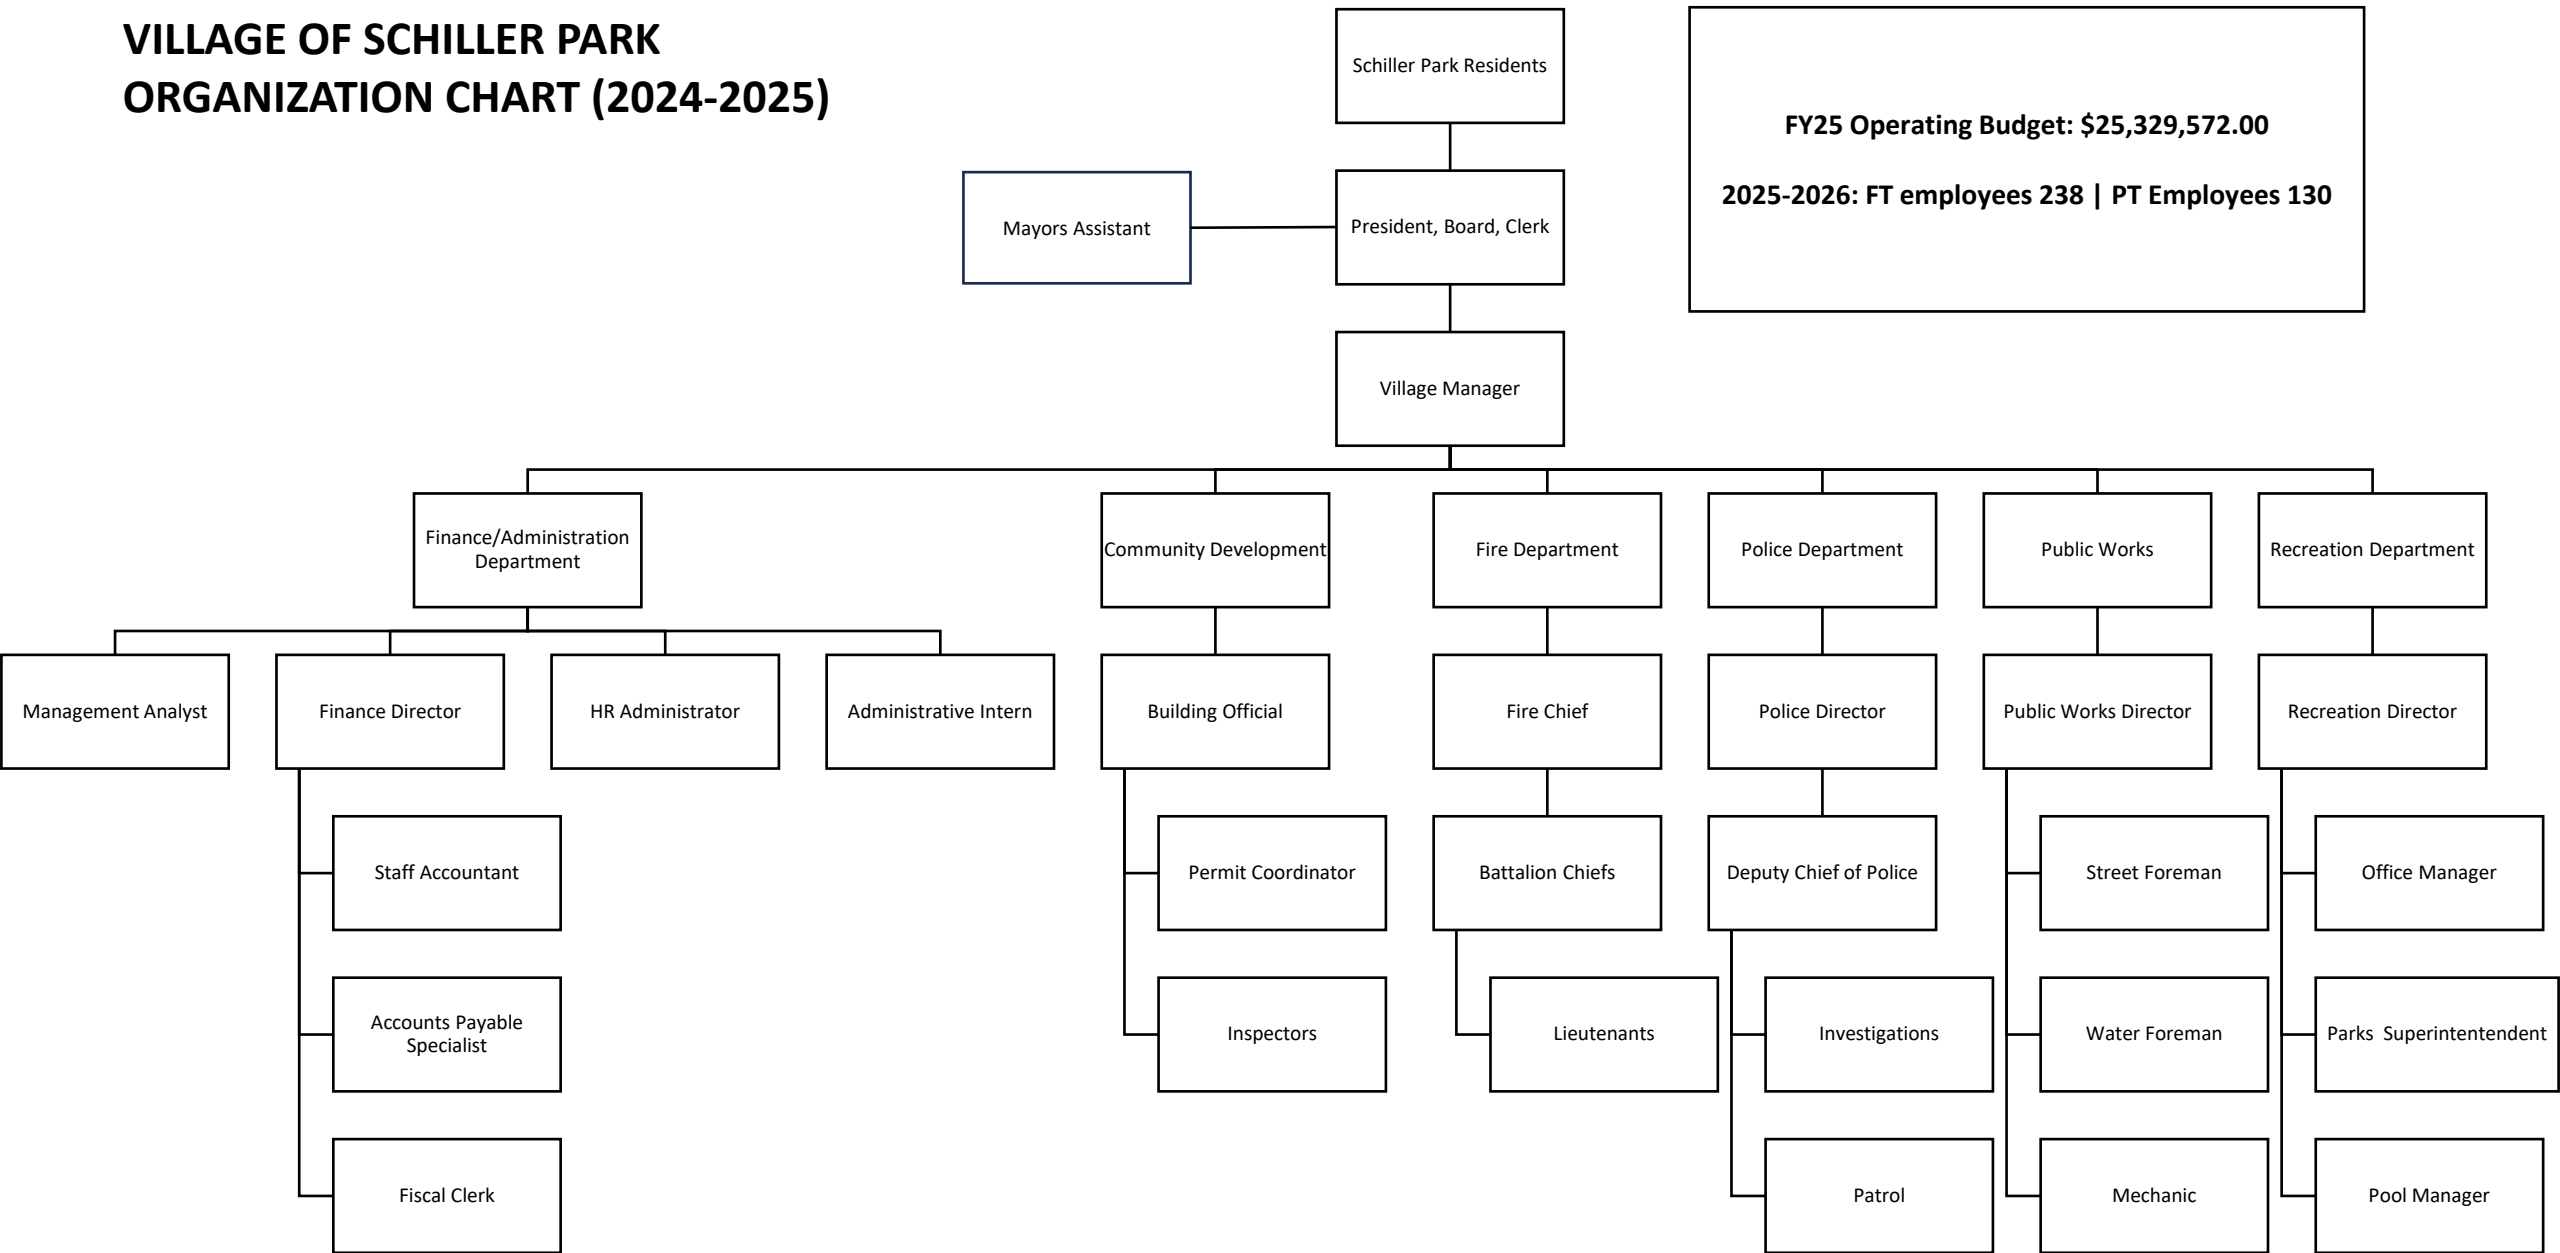 VILLAGE OF SCHILLER PARK
ORGANIZATION CHART (2024-2025)
Schiller Park Residents
FY25 Operating Budget: $25,329,572.00
2025-2026: FT employees 238 | PT Employees 130
Mayors Assistant
President, Board, Clerk
Village Manager
Finance/Administration
Department
Community Development
Fire Department
Police Department
Public Works
Recreation Department
Management Analyst
Finance Director
HR Administrator
Administrative Intern
Building Official
Fire Chief
Police Director
Public Works Director
Recreation Director
Staff Accountant
Permit Coordinator
Battalion Chiefs
Deputy Chief of Police
Street Foreman
Office Manager
Accounts Payable
Specialist
Inspectors
Lieutenants
Investigations
Water Foreman
Parks  Superintentendent
Fiscal Clerk
Patrol
Mechanic
Pool Manager